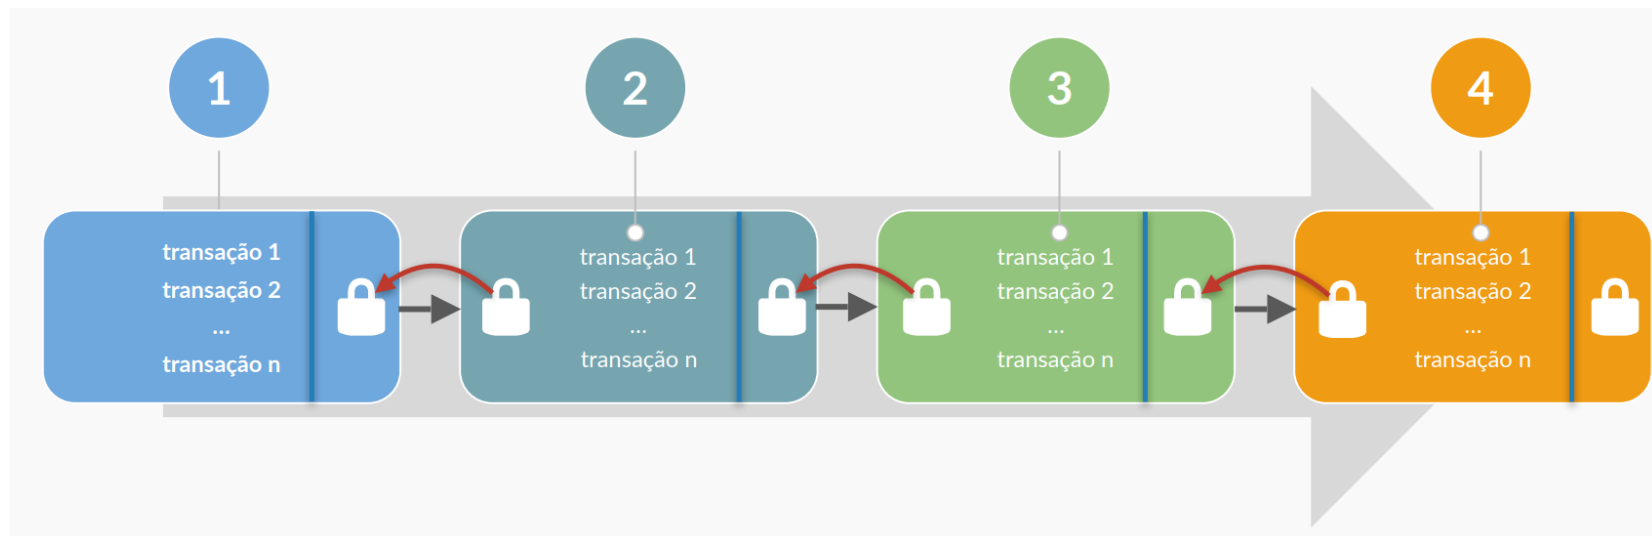 1
2
3
4
transação 1
transação 2
...
transação n
transação 1
transação 2
...
transação n
transação 1
transação 2
...
transação n
transação 1
transação 2
...
transação n